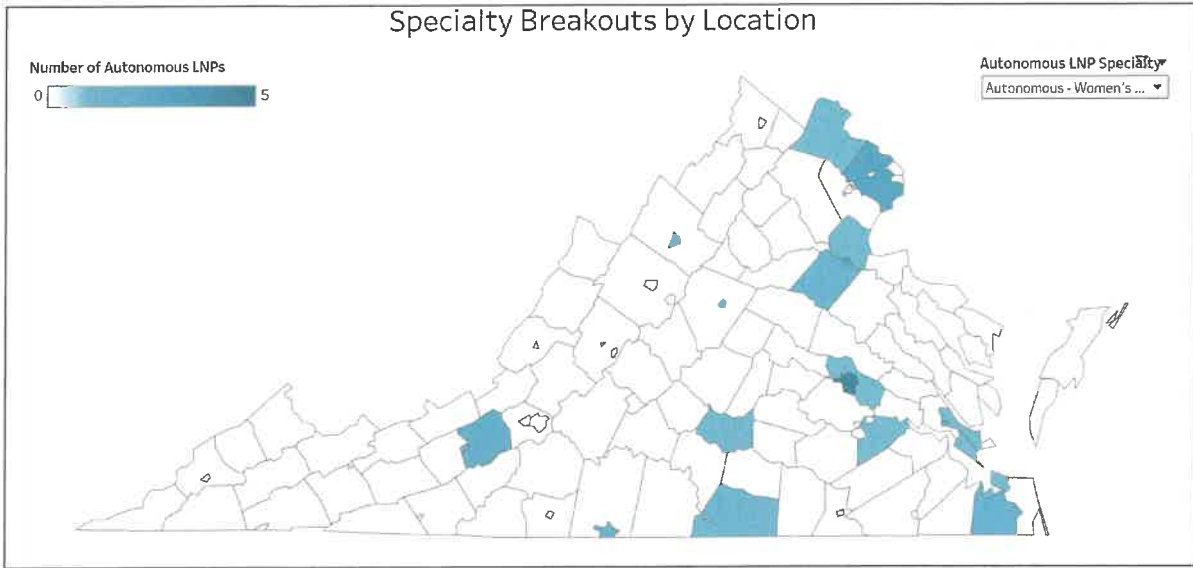 Specialty Breakouts by Location
Number of Autonomous LNPs
0 5
Autonomous LNP Specialty
Autonomous - Women's ...